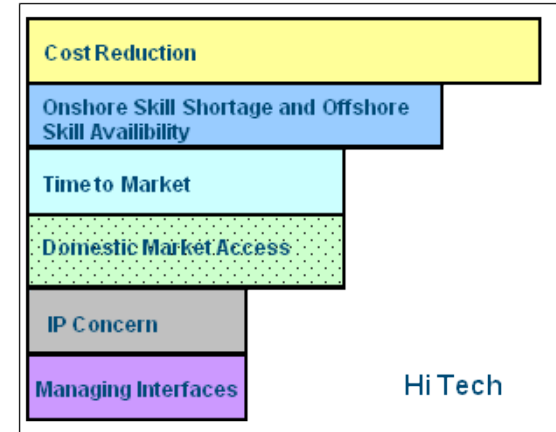 Cost Reduction
Onshore Skill Shortage and Offshore
Skill Availibility
Time to Market
Domestic Market Access
IP Concern
Managing Interfaces
Hi Tech